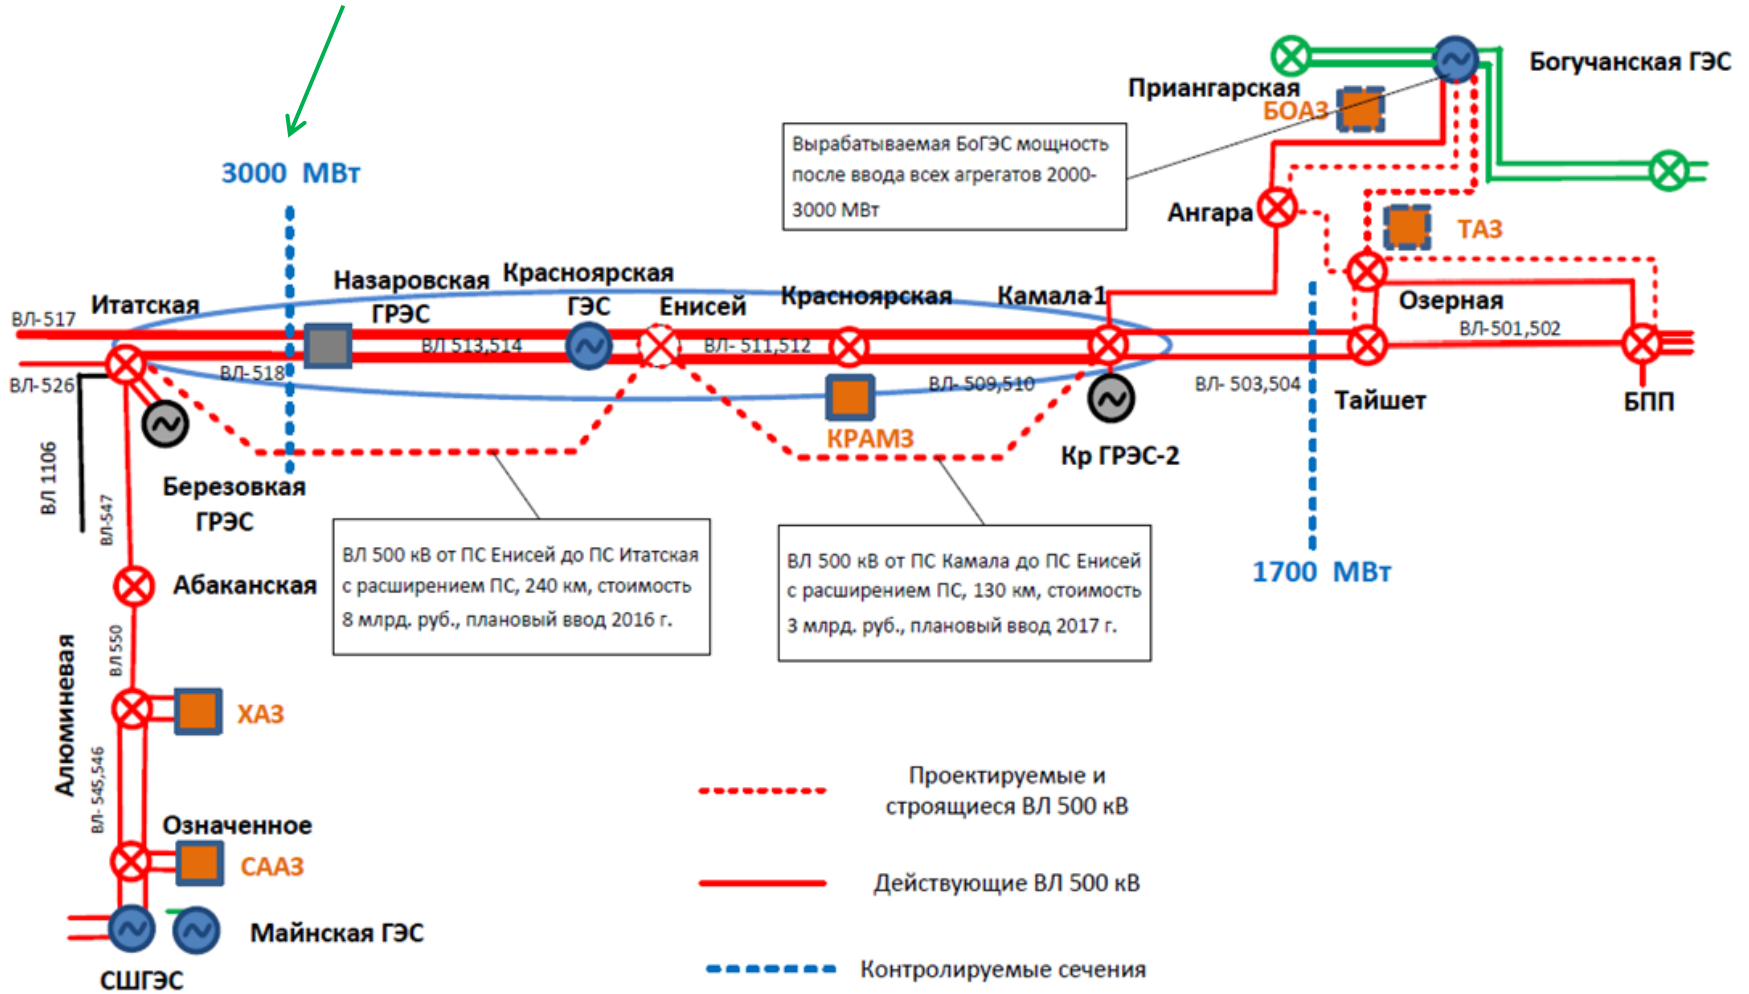 Богучанская ГЭС
Приангарская
БОАЗ
Вырабатываемая БоГЭС мощность
после ввода всех агрегатов 2000-
3000 МВт
3000 МВт
Ангара
ТАЗ
Назаровская
ГРЭС
Красноярская
ГЭС
Енисей
Красноярская
Камала-1
Итатская
Озерная
ВЛ-517
ВЛ 513,514
ВЛ- 511,512
ВЛ-501,502
ВЛ-526
ВЛ-518
ВЛ- 509,510
ВЛ- 503,504
Тайшет
БПП
КРАМЗ
Кр ГРЭС-2
ВЛ 1106
ВЛ-547
Березовкая
ГРЭС
ВЛ 500 кВ от ПС Енисей до ПС Итатская
с расширением ПС, 240 км, стоимость
8 млрд. руб., плановый ввод 2016 г.
ВЛ 500 кВ от ПС Камала до ПС Енисей
с расширением ПС, 130 км, стоимость
3 млрд. руб., плановый ввод 2017 г.
1700 МВт
Абаканская
ВЛ 550
Алюминевая
ХАЗ
ВЛ- 545,546
Означенное
СААЗ
Майнская ГЭС
СШГЭС
Проектируемые и
строящиеся ВЛ 500 кВ
Действующие ВЛ 500 кВ
Контролируемые сечения